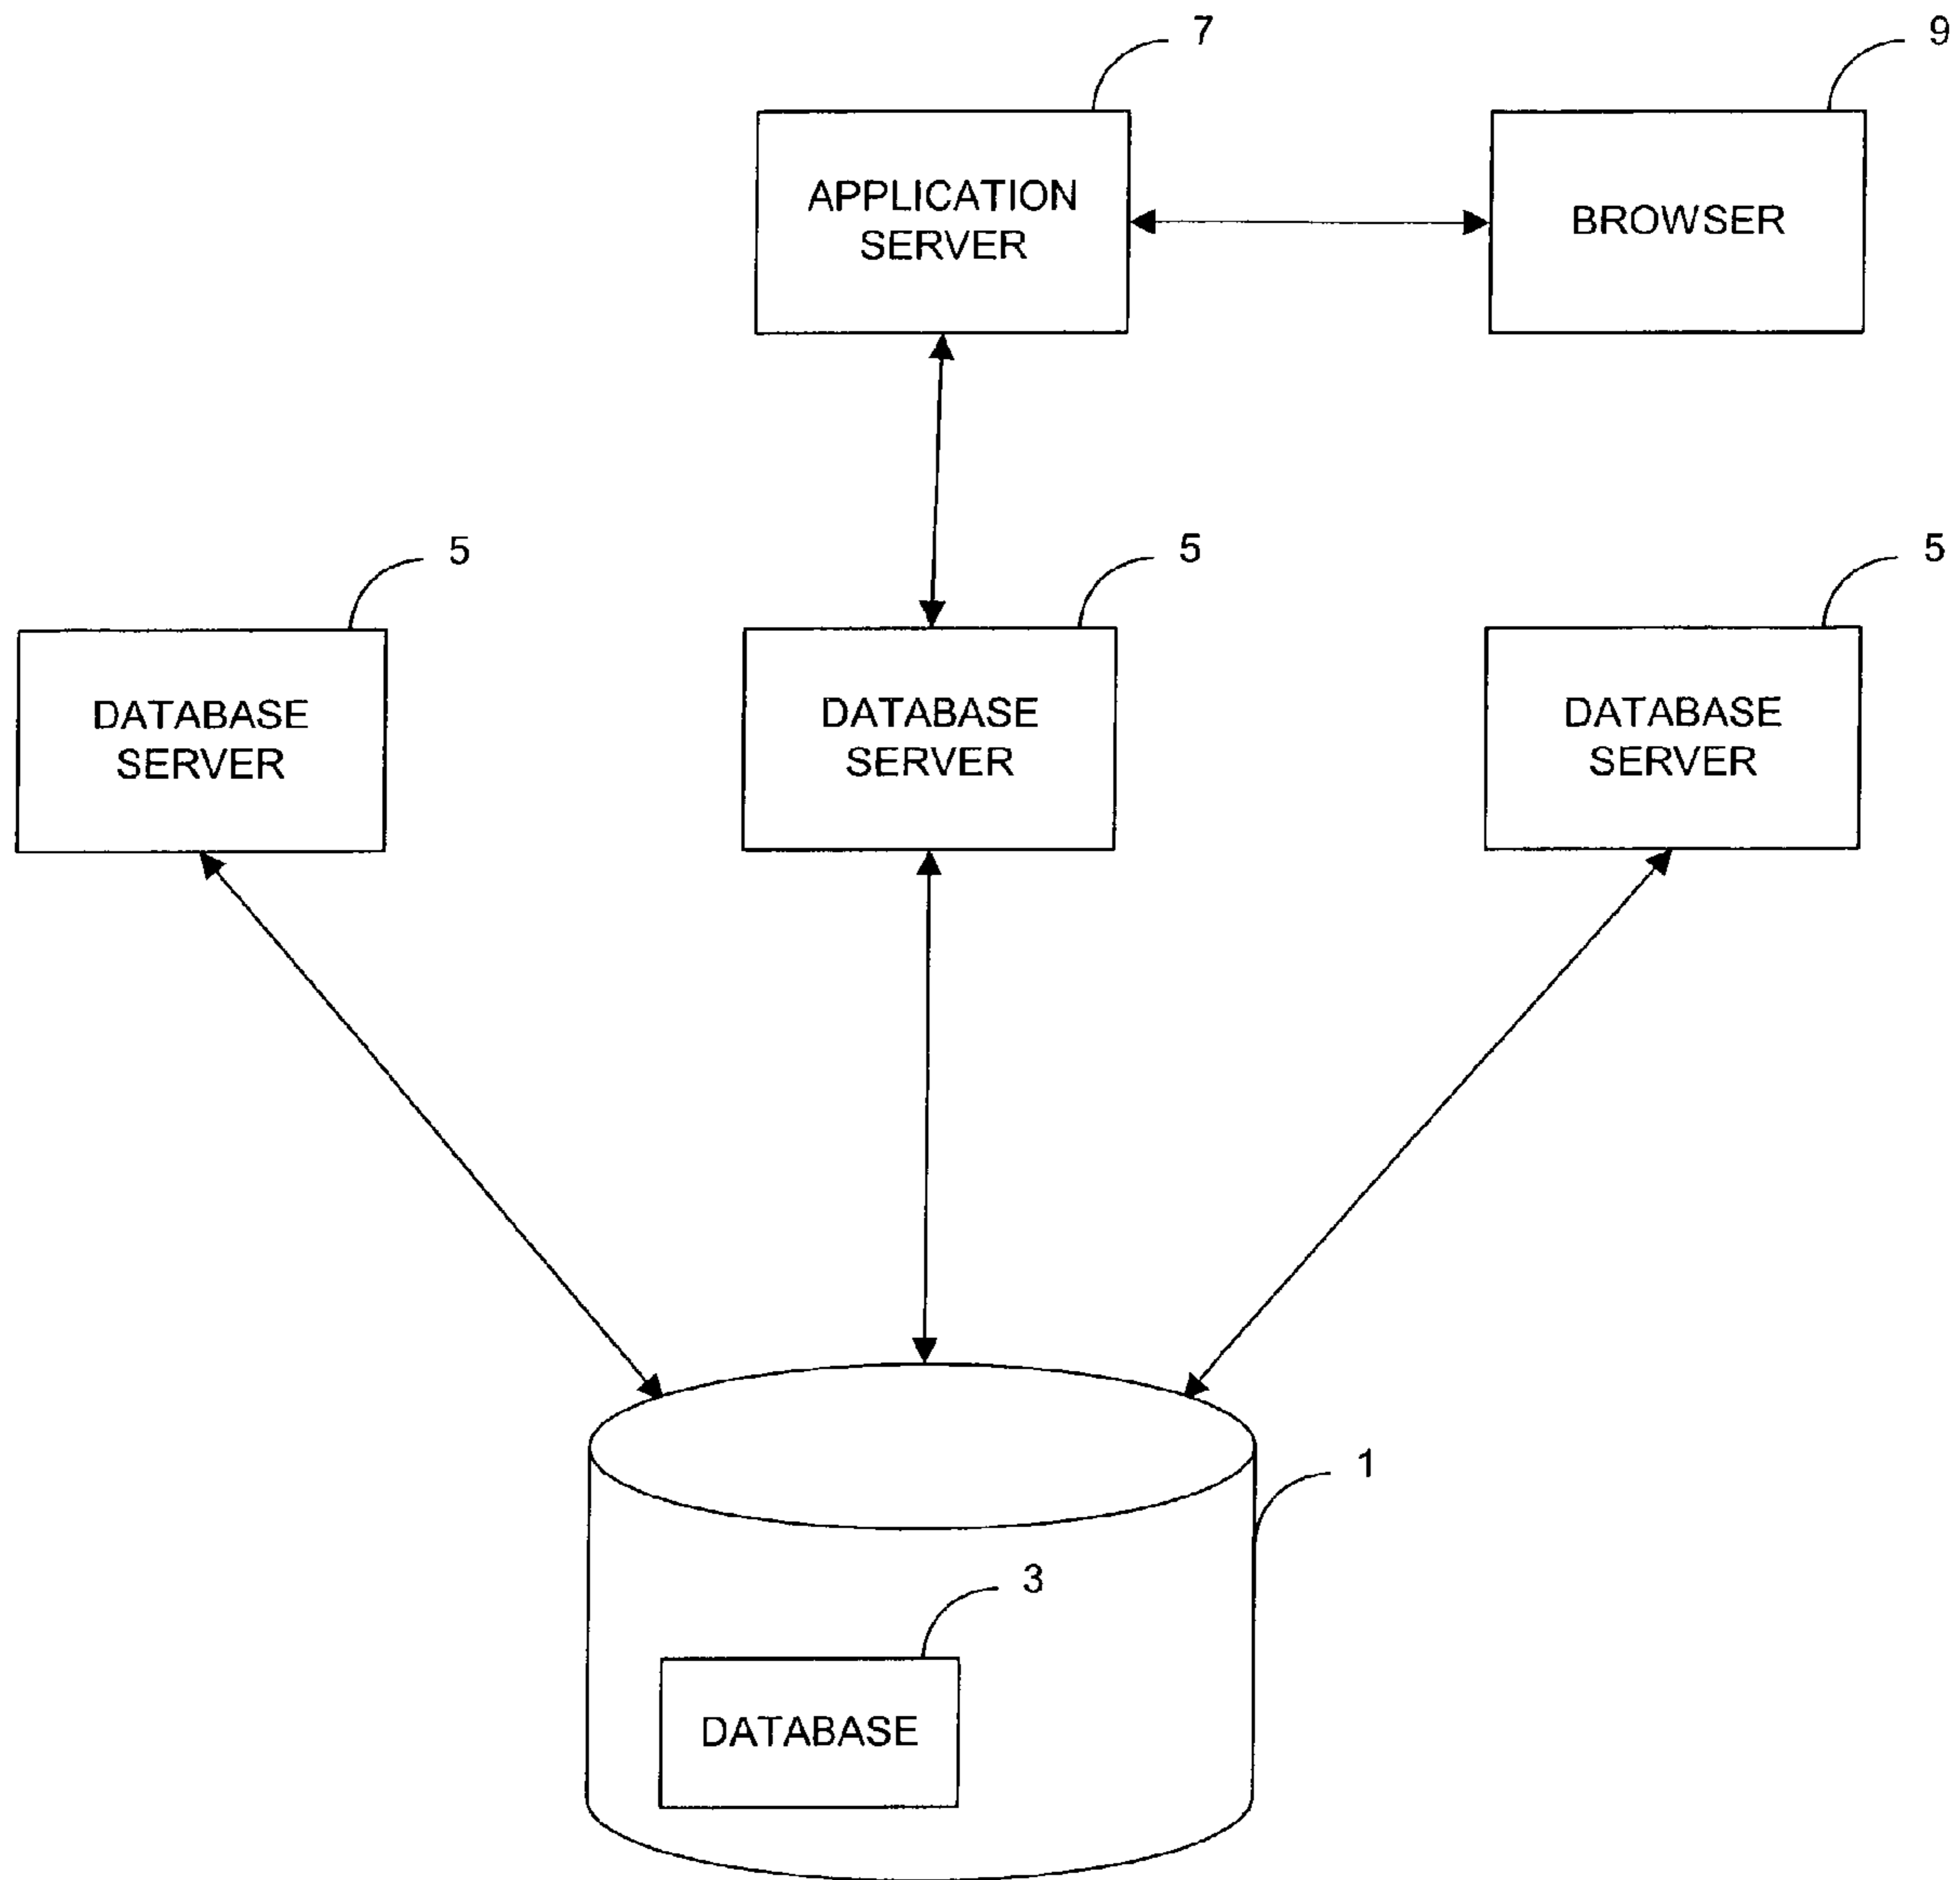 7
9
APPLICATION
SERVER
BROWSER
5
5
5
DATABASE
SERVER
DATABASE
SERVER
DATABASE
SERVER
1
3
DATABASE